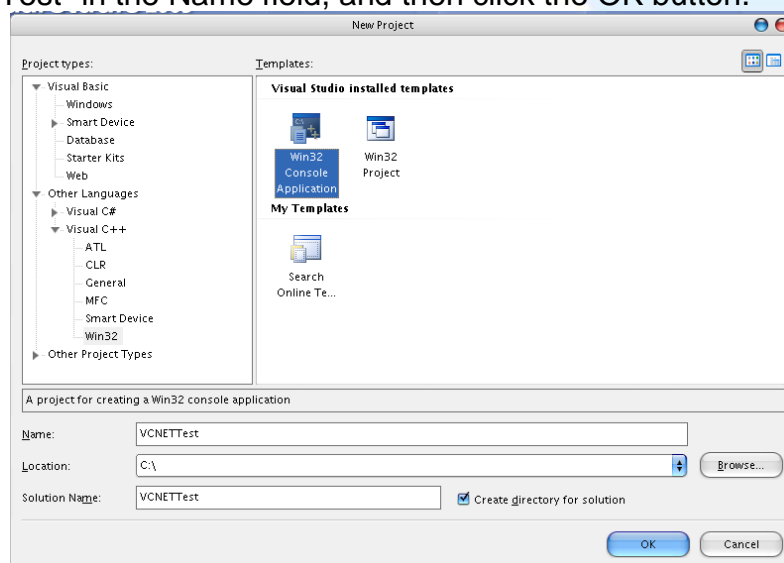 Test" in the Name field, and then click the OK button.
New Project
Project types:
Templates:
Visual Basic
Windows
Smart Device
Database
Starter Kits
Web
Other Languages
Visual C#
Visual C++
ATL
CLR
General
MFC
Smart Device
Win32
Other Project Types
Visual Studio installed templates
Win32
Console
Application
Win32
Project
My Templates
Search
Online Te...
A project for creating a Win32 console application
Name:
VCNETTest
Location:
C:\
Browse...
Solution Name:
VCNETTest
Create directory for solution
OK
Cancel